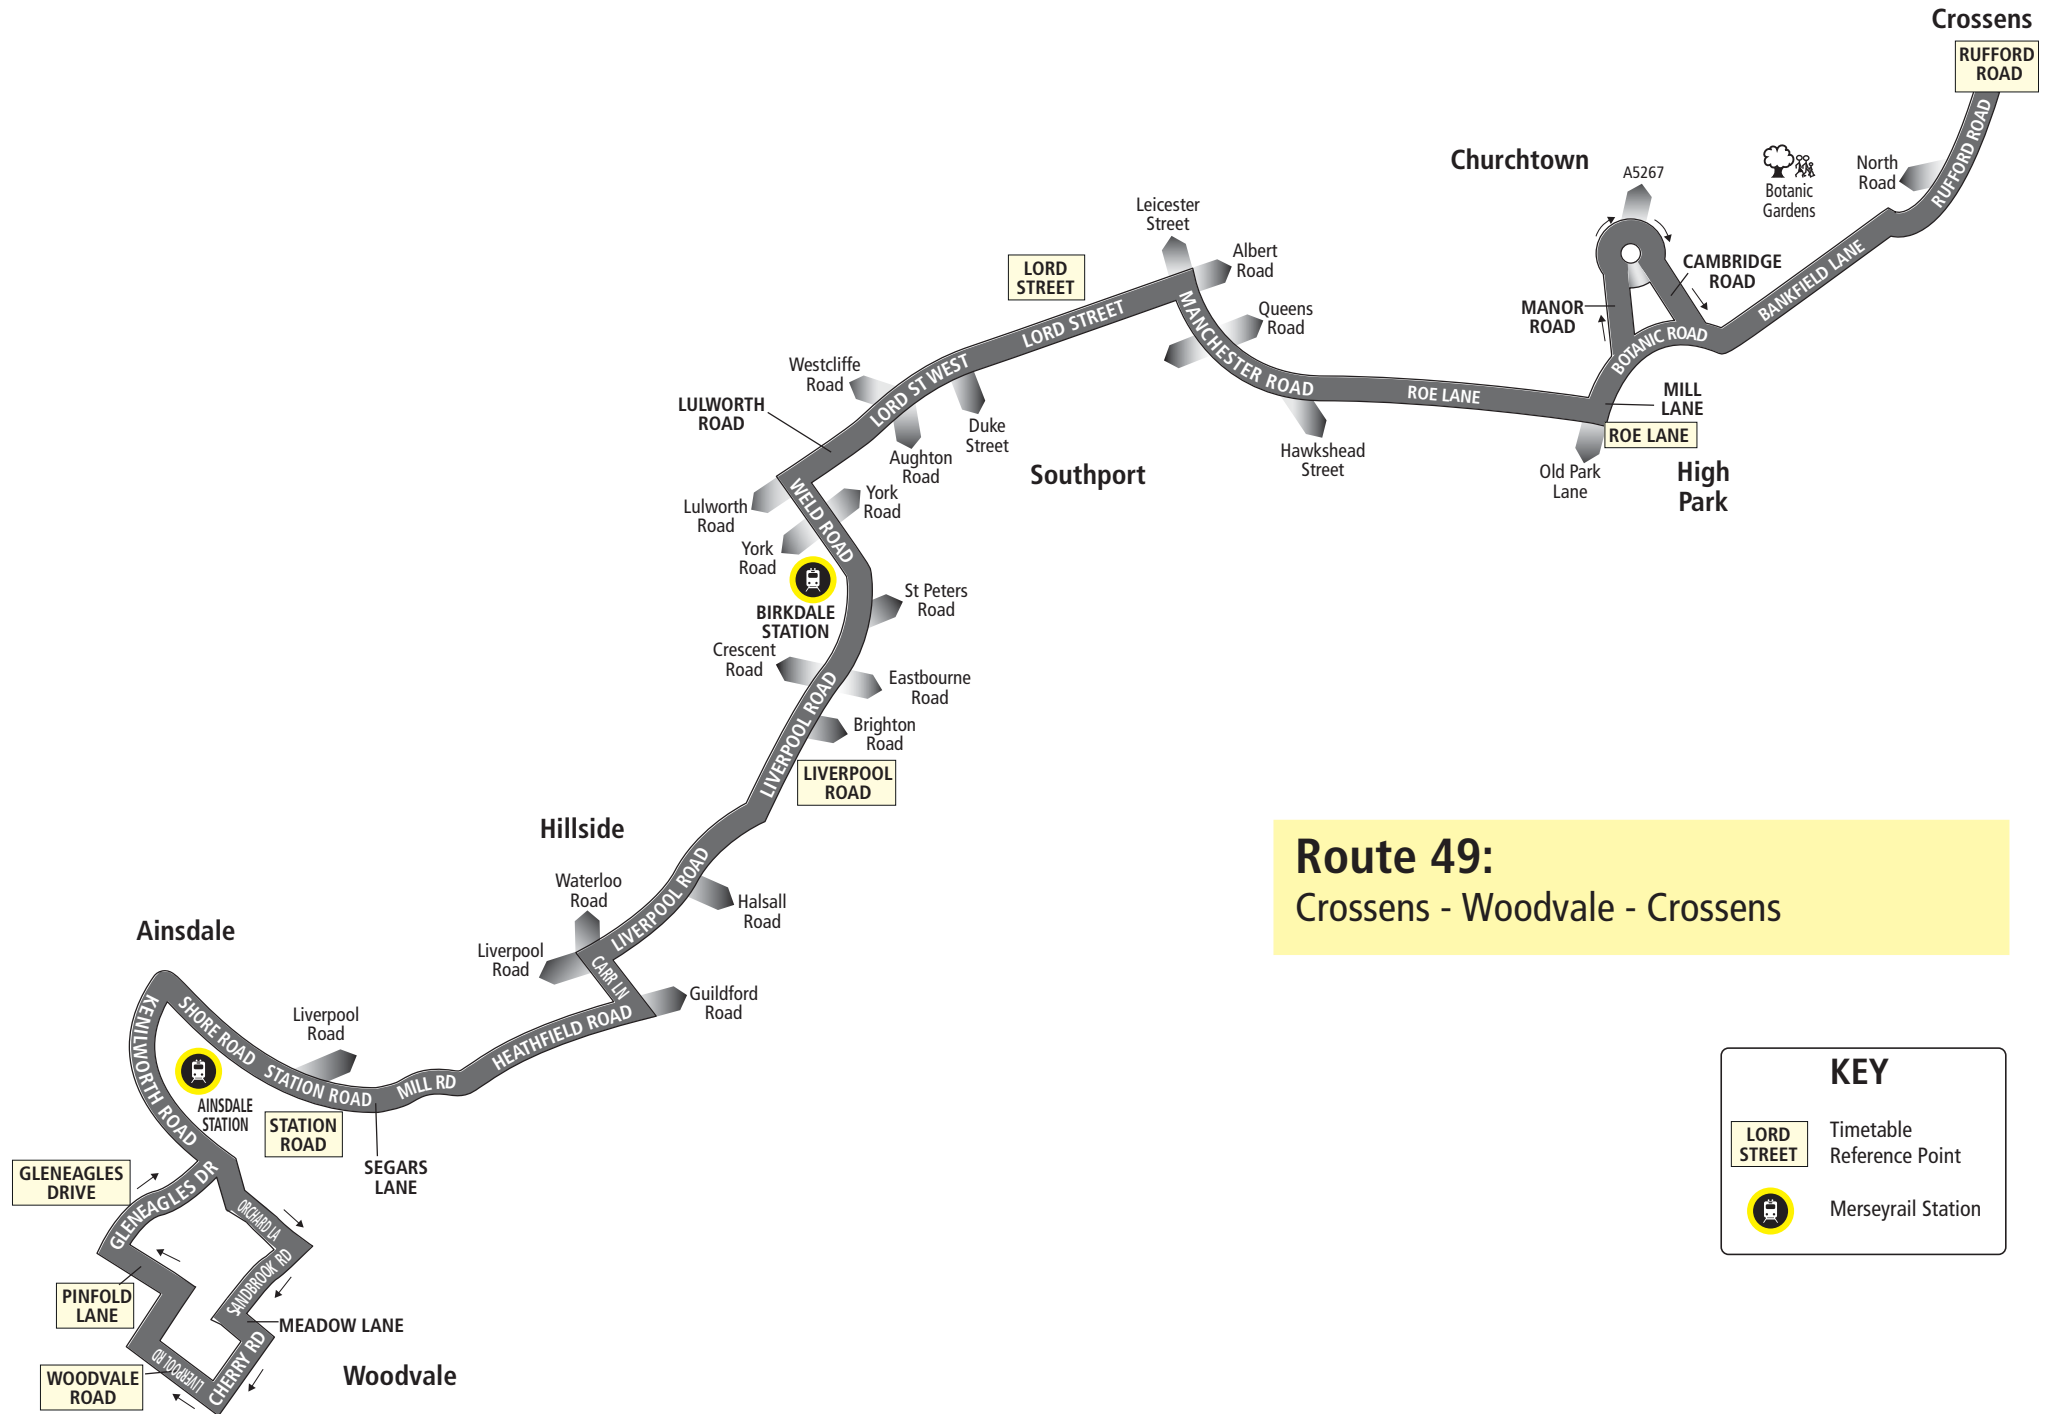 Crossens
RUFFORD
ROAD
RUFFORD ROAD
North
Road
Botanic
Gardens
Churchtown
A5267
CAMBRIDGE
ROAD
MANOR
ROAD
BANKFIELD LANE
BOTANIC ROAD
MILL
LANE
ROE LANE
High
Park
Old Park
Lane
ROE LANE
Hawkshead
Street
MANCHESTER ROAD
Queens
Road
Albert
Road
Leicester
Street
LORD
STREET
LORD STREET
Southport
LORD ST WEST
Duke
Street
Westcliffe
Road
Aughton
Road
LULWORTH
ROAD
Lulworth
Road
WELD ROAD
York
Road
York
Road
BIRKDALE
STATION
St Peters
Road
Crescent
Road
Eastbourne
Road
LIVERPOOL ROAD
Brighton
Road
LIVERPOOL
ROAD
Hillside
LIVERPOOL ROAD
Halsall
Road
Waterloo
Road
Liverpool
Road
CARR LN
Guildford
Road
HEATHFIELD ROAD
MILL RD
SEGARS
LANE
Ainsdale
Liverpool
Road
STATION ROAD
STATION
ROAD
SHORE ROAD
AINSDALE
STATION
KENILWORTH ROAD
GLENEAGLES
DRIVE
GLENEAGLES DR
ORCHARD LA
SANDBROOK RD
MEADOW LANE
CHERRY RD
LIVERPOOL RD
PINFOLD
LANE
WOODVALE
ROAD
Woodvale
Route 49:
Crossens - Woodvale - Crossens
KEY
LORD
STREET
Timetable
Reference Point
Merseyrail Station